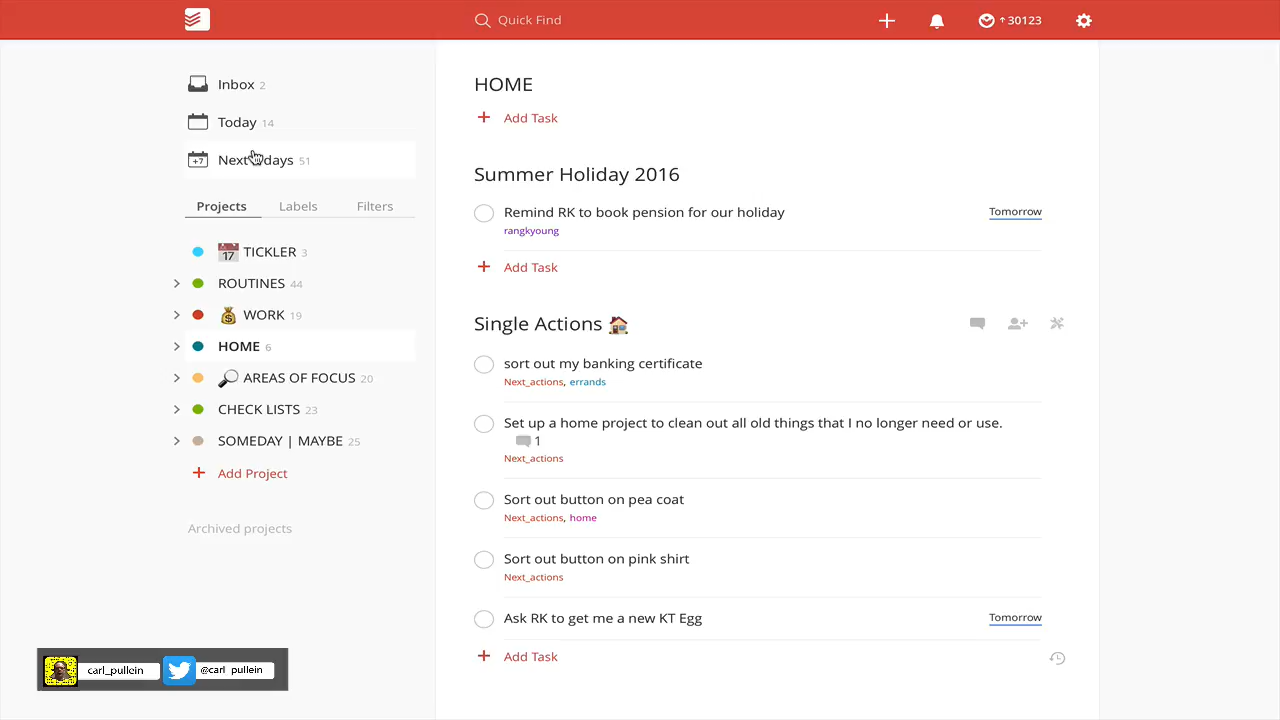 Quick Find
30123
Inbox 2
Today 14
Next 7 days 51
+7
Projects Labels Filters
17 TICKLER 3
ROUTINES 44
WORK 19
HOME 6
AREAS OF FOCUS 20
CHECK LISTS 23
SOMEDAY | MAYBE 25
+ Add Project
Archived projects
HOME
+ Add Task
Summer Holiday 2016
Remind RK to book pension for our holiday Tomorrow
rangkyoung
+ Add Task
Single Actions
sort out my banking certificate
Next_actions, errands
Set up a home project to clean out all old things that I no longer need or use.
1
Next_actions
Sort out button on pea coat
Next_actions, home
Sort out button on pink shirt
Next_actions
Ask RK to get me a new KT Egg Tomorrow
+ Add Task
carl_pullein @carl_pullein